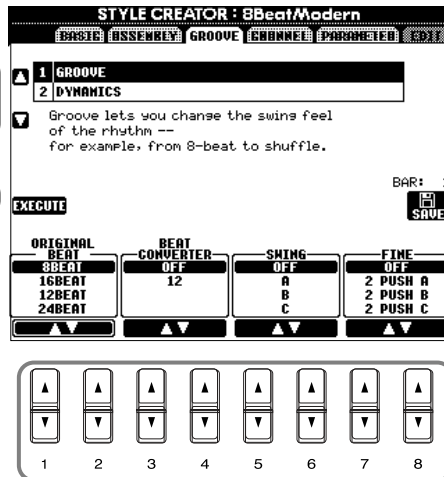 STYLE CREATOR : 8BeatModern
BASIC ASSEMBLY GROOVE CHANNEL PARAMETER EDIT
1 GROOVE
2 DYNAMICS
Groove lets you change the swing feel
of the rhythm --
for example, from 8-beat to shuffle.
BAR:
EXECUTE SAVE
ORIGINAL BEAT BEAT CONVERTER SWING FINE
8BEAT OFF OFF OFF
16BEAT 12 A 2 PUSH A
12BEAT B 2 PUSH B
24BEAT C 2 PUSH C
1 2 3 4 5 6 7 8